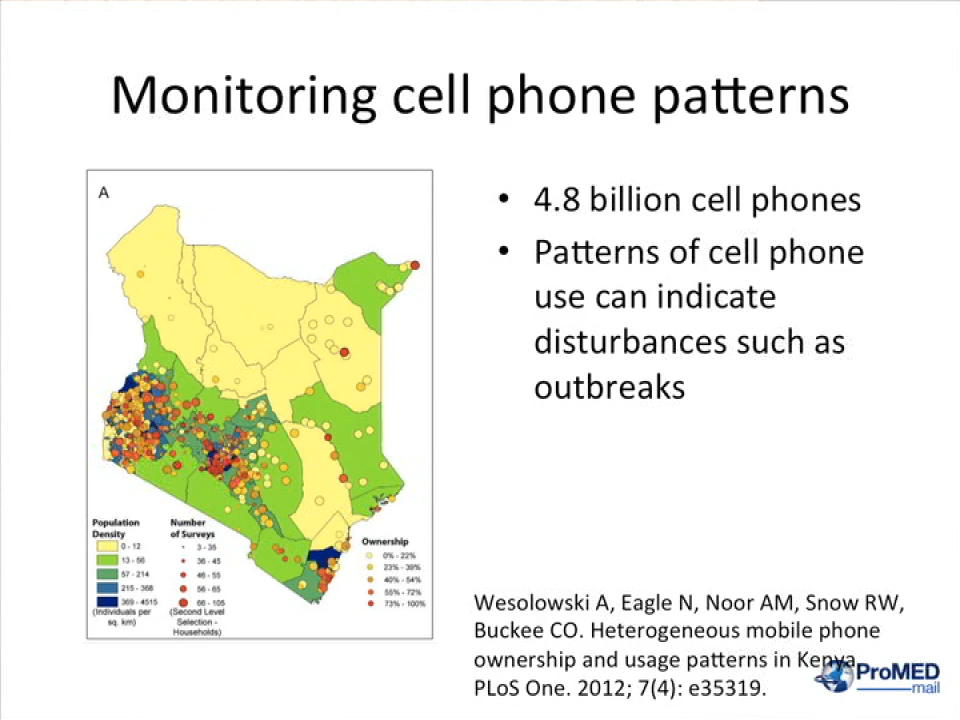 Monitoring cell phone patterns
A
• 4.8 billion cell phones
• Patterns of cell phone
use can indicate
disturbances such as
outbreaks
Population
Density
0 - 12
13 - 56
57 - 214
215 - 368
369 - 4515
(Individuals per
sq. km)
Number
of Surveys
3 - 35
36 - 45
46 - 55
56 - 65
66 - 105
(Second Level
Selection -
Households)
Ownership
0% - 22%
23% - 39%
40% - 54%
55% - 72%
73% - 100%
Wesolowski A, Eagle N, Noor AM, Snow RW,
Buckee CO. Heterogeneous mobile phone
ownership and usage patterns in Kenya.
PLoS One. 2012; 7(4): e35319.
ProMED
mail